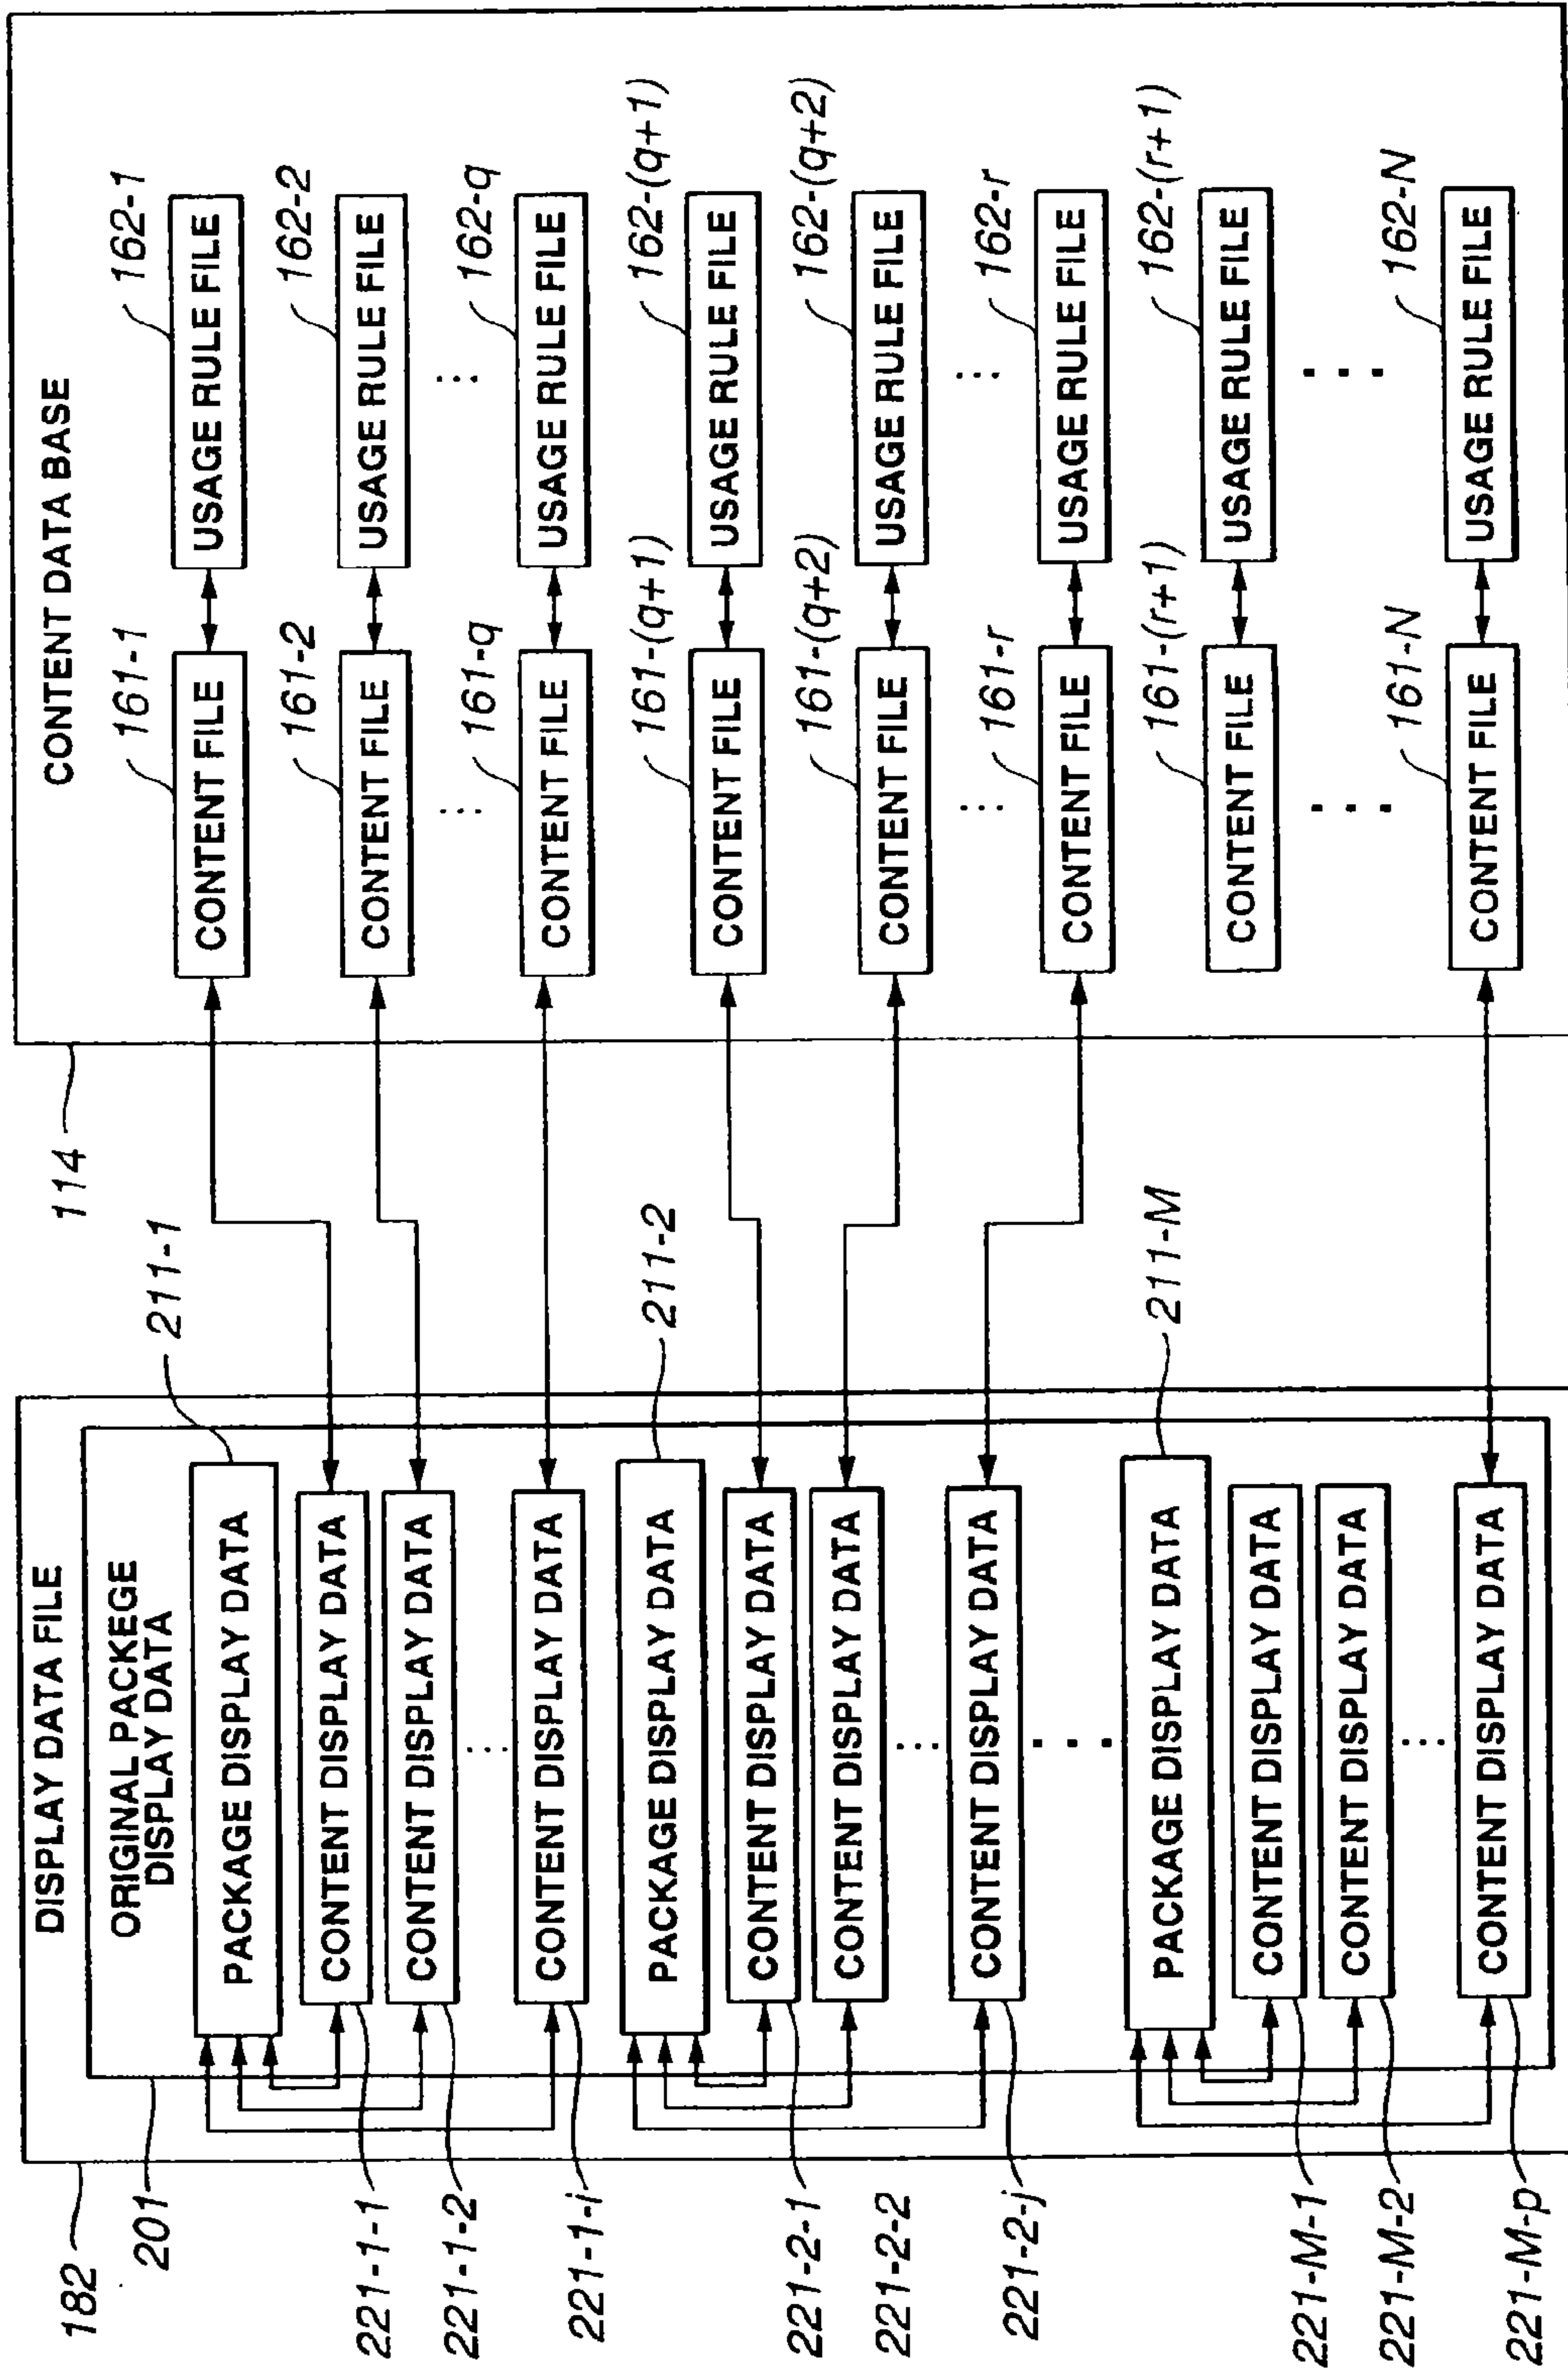 DISPLAY DATA FILE
ORIGINAL PACKEGE
DISPLAY DATA
182
201
PACKAGE DISPLAY DATA
211-1
CONTENT DISPLAY DATA
221-1-1
CONTENT DISPLAY DATA
221-1-2
...
CONTENT DISPLAY DATA
221-1-i
PACKAGE DISPLAY DATA
211-2
CONTENT DISPLAY DATA
221-2-1
CONTENT DISPLAY DATA
221-2-2
...
CONTENT DISPLAY DATA
221-2-j
...
PACKAGE DISPLAY DATA
211-M
CONTENT DISPLAY DATA
221-M-1
CONTENT DISPLAY DATA
221-M-2
...
CONTENT DISPLAY DATA
221-M-p
114
CONTENT DATA BASE
161-1
162-1
CONTENT FILE
USAGE RULE FILE
161-2
162-2
CONTENT FILE
USAGE RULE FILE
... ...
161-q
162-q
CONTENT FILE
USAGE RULE FILE
161-(q+1)
162-(q+1)
CONTENT FILE
USAGE RULE FILE
161-(q+2)
162-(q+2)
CONTENT FILE
USAGE RULE FILE
... ...
161-r
162-r
CONTENT FILE
USAGE RULE FILE
161-(r+1)
162-(r+1)
CONTENT FILE
USAGE RULE FILE
... ...
161-N
162-N
CONTENT FILE
USAGE RULE FILE